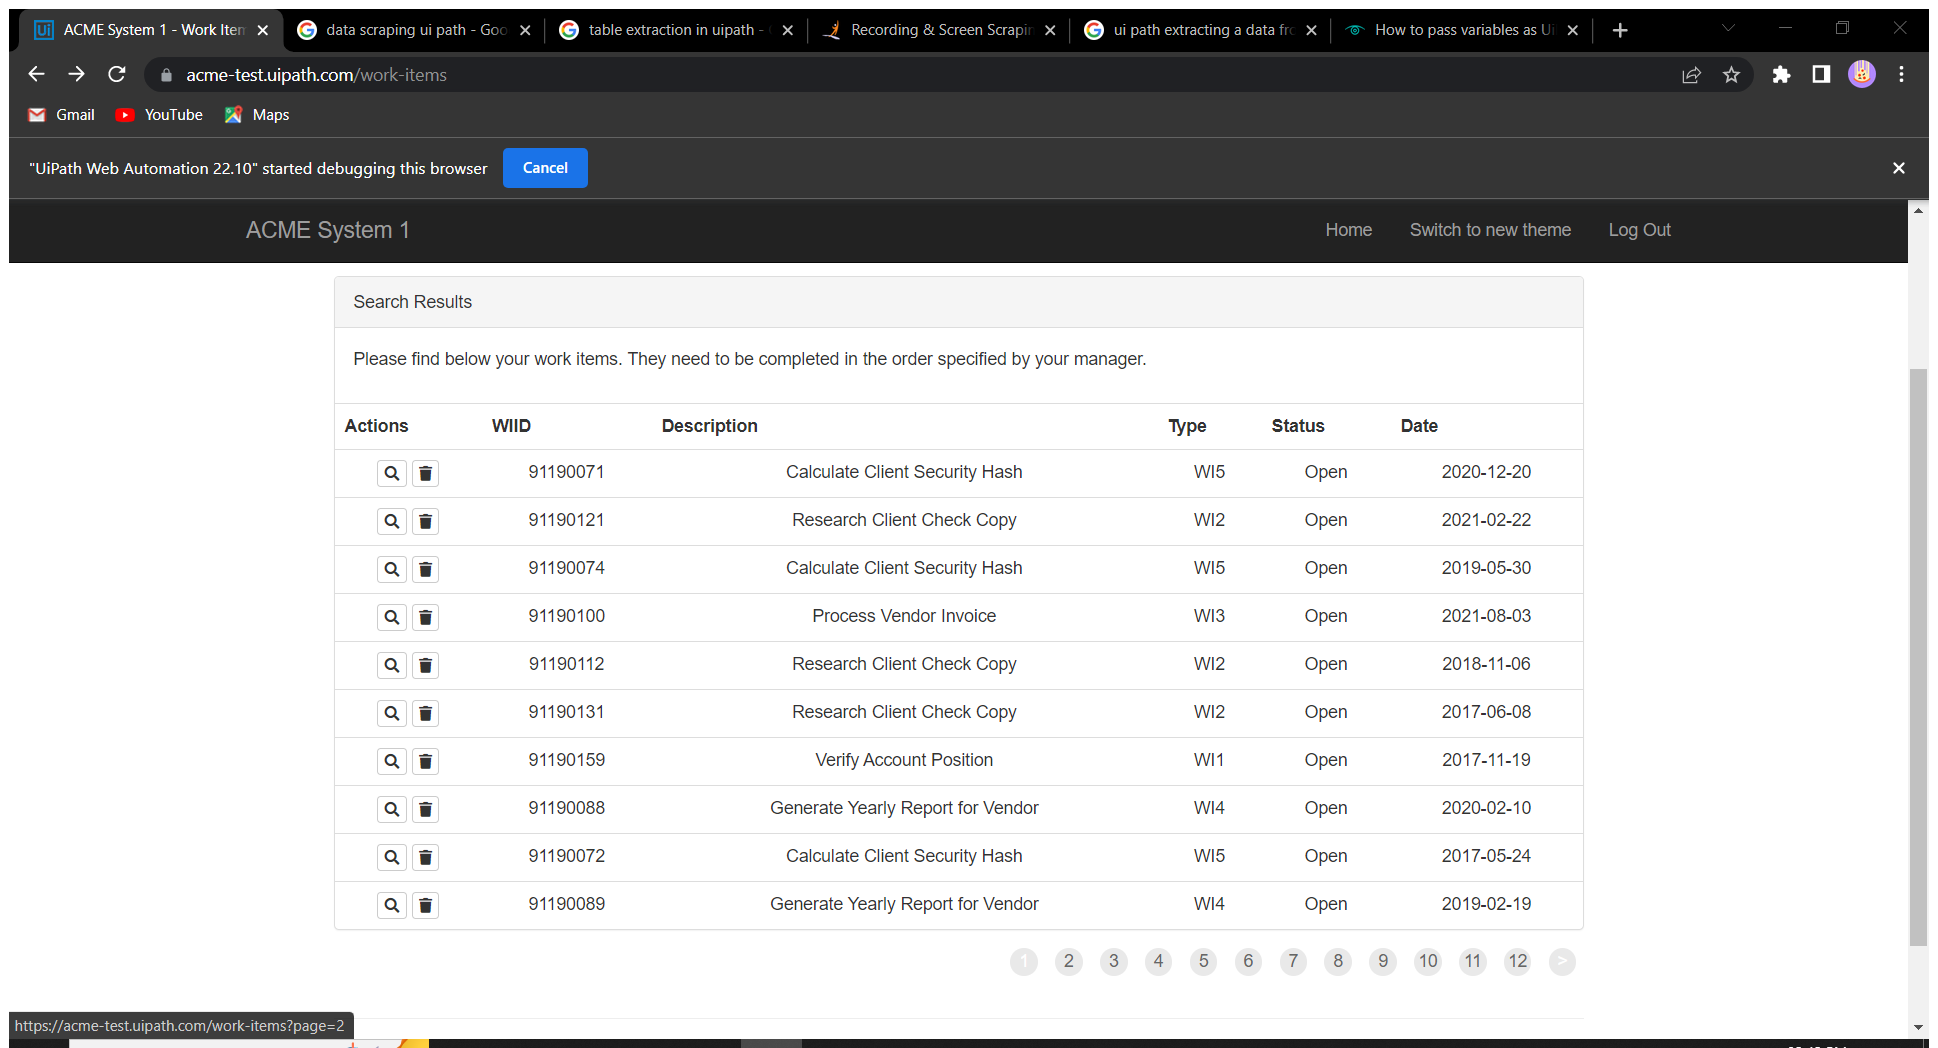 ACME System 1 - Work Item
data scraping ui path - Goo
table extraction in uipath -
Recording & Screen Scrapin
ui path extracting a data fro
How to pass variables as Ui
acme-test.uipath.com/work-items
Gmail YouTube Maps
"UiPath Web Automation 22.10" started debugging this browser Cancel
ACME System 1 Home Switch to new theme Log Out
Search Results
Please find below your work items. They need to be completed in the order specified by your manager.
Actions WIID Description Type Status Date
91190071 Calculate Client Security Hash WI5 Open 2020-12-20
91190121 Research Client Check Copy WI2 Open 2021-02-22
91190074 Calculate Client Security Hash WI5 Open 2019-05-30
91190100 Process Vendor Invoice WI3 Open 2021-08-03
91190112 Research Client Check Copy WI2 Open 2018-11-06
91190131 Research Client Check Copy WI2 Open 2017-06-08
91190159 Verify Account Position WI1 Open 2017-11-19
91190088 Generate Yearly Report for Vendor WI4 Open 2020-02-10
91190072 Calculate Client Security Hash WI5 Open 2017-05-24
91190089 Generate Yearly Report for Vendor WI4 Open 2019-02-19
1 2 3 4 5 6 7 8 9 10 11 12 >
https://acme-test.uipath.com/work-items?page=2